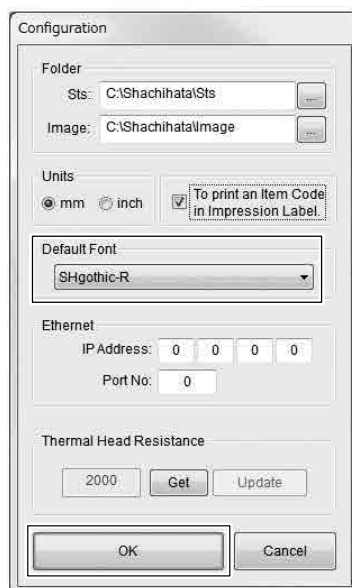 Configuration
Folder
Sts: C:\Shachihata\Sts ...
Image: C:\Shachihata\Image ...
Units
mm inch
To print an Item Code
in Impression Label.
Default Font
SHgothic-R
Ethernet
IP Address: 0 0 0 0
Port No: 0
Thermal Head Resistance
2000 Get Update
OK Cancel